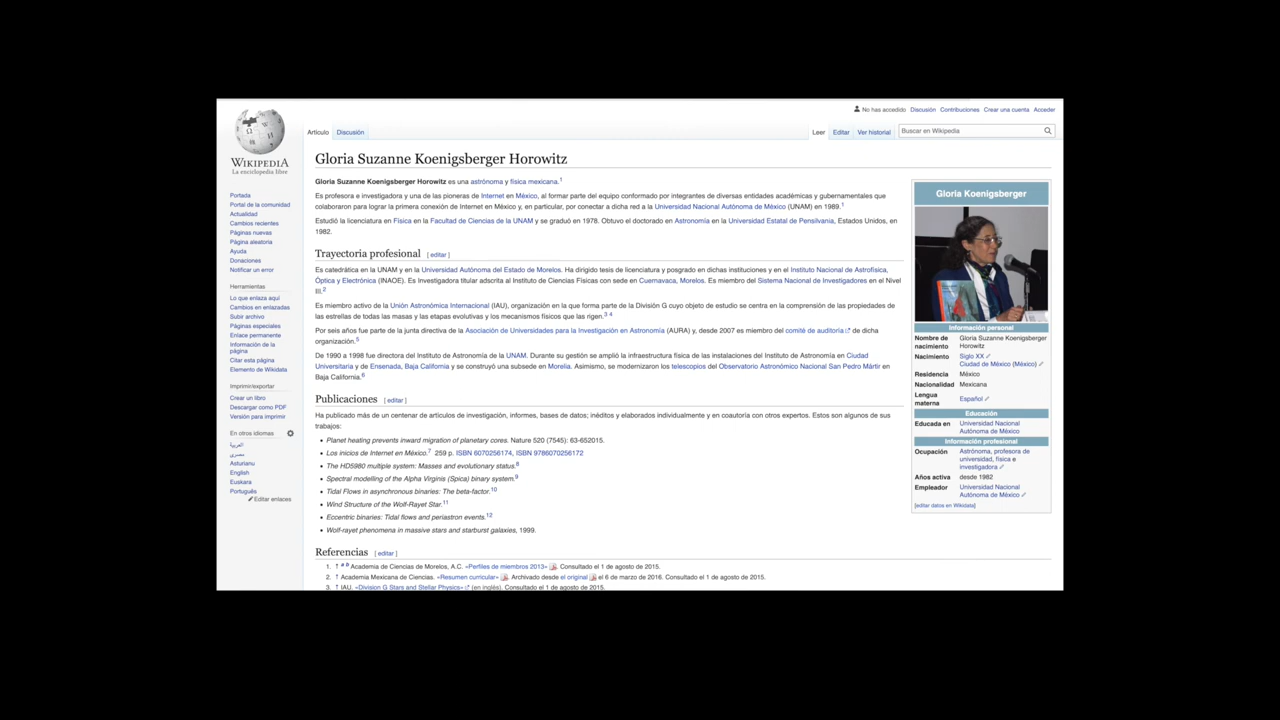 No has accedido Discusión Contribuciones Crear una cuenta Acceder
Artículo Discusión
Leer Editar Ver historial
Buscar en Wikipedia
WIKIPEDIA
La enciclopedia libre
Portada
Portal de la comunidad
Actualidad
Cambios recientes
Páginas nuevas
Página aleatoria
Ayuda
Donaciones
Notificar un error
Herramientas
Lo que enlaza aquí
Cambios en enlazadas
Subir archivo
Páginas especiales
Enlace permanente
Información de la
página
Citar esta página
Elemento de Wikidata
Imprimir/exportar
Crear un libro
Descargar como PDF
Versión para imprimir
En otros idiomas
العربية
مصرى
Asturianu
English
Euskara
Português
Editar enlaces
Gloria Suzanne Koenigsberger Horowitz
Gloria Suzanne Koenigsberger Horowitz es una astrónoma y física mexicana.1
Es profesora e investigadora y una de las pioneras de Internet en México, al formar parte del equipo conformado por integrantes de diversas entidades académicas y gubernamentales que
colaboraron para lograr la primera conexión de Internet en México y, en particular, por conectar a dicha red a la Universidad Nacional Autónoma de México (UNAM) en 1989.1
Estudió la licenciatura en Física en la Facultad de Ciencias de la UNAM y se graduó en 1978. Obtuvo el doctorado en Astronomía en la Universidad Estatal de Pensilvania, Estados Unidos, en
1982.
Trayectoria profesional [ editar ]
Es catedrática en la UNAM y en la Universidad Autónoma del Estado de Morelos. Ha dirigido tesis de licenciatura y posgrado en dichas instituciones y en el Instituto Nacional de Astrofísica,
Óptica y Electrónica (INAOE). Es Investigadora titular adscrita al Instituto de Ciencias Físicas con sede en Cuernavaca, Morelos. Es miembro del Sistema Nacional de Investigadores en el Nivel
III.2
Es miembro activo de la Unión Astronómica Internacional (IAU), organización en la que forma parte de la División G cuyo objeto de estudio se centra en la comprensión de las propiedades de
las estrellas de todas las masas y las etapas evolutivas y los mecanismos físicos que las rigen.3 4
Por seis años fue parte de la junta directiva de la Asociación de Universidades para la Investigación en Astronomía (AURA) y, desde 2007 es miembro del comité de auditoría de dicha
organización.5
De 1990 a 1998 fue directora del Instituto de Astronomía de la UNAM. Durante su gestión se amplió la infraestructura física de las instalaciones del Instituto de Astronomía en Ciudad
Universitaria y de Ensenada, Baja California y se construyó una subsede en Morelia. Asimismo, se modernizaron los telescopios del Observatorio Astronómico Nacional San Pedro Mártir en
Baja California.6
Publicaciones [ editar ]
Ha publicado más de un centenar de artículos de investigación, informes, bases de datos; inéditos y elaborados individualmente y en coautoría con otros expertos. Estos son algunos de sus
trabajos:
• Planet heating prevents inward migration of planetary cores. Nature 520 (7545): 63-652015.
• Los inicios de Internet en México.7 259 p. ISBN 6070256174, ISBN 9786070256172
• The HD5980 multiple system: Masses and evolutionary status.8
• Spectral modelling of the Alpha Virginis (Spica) binary system.9
• Tidal Flows in asynchronous binaries: The beta-factor.10
• Wind Structure of the Wolf-Rayet Star.11
• Eccentric binaries: Tidal flows and periastron events.12
• Wolf-rayet phenomena in massive stars and starburst galaxies, 1999.
Referencias [ editar ]
1. ↑ a b Academia de Ciencias de Morelos, A.C. «Perfiles de miembros 2013» Consultado el 1 de agosto de 2015.
2. ↑ Academia Mexicana de Ciencias. «Resumen curricular» Archivado desde el original el 6 de marzo de 2016. Consultado el 1 de agosto de 2015.
3. ↑ IAU. «Division G Stars and Stellar Physics» (en inglés). Consultado el 1 de agosto de 2015.
Gloria Koenigsberger
Información personal
Nombre de Gloria Suzanne Koenigsberger
nacimiento Horowitz
Nacimiento Siglo XX
Ciudad de México (México)
Residencia México
Nacionalidad Mexicana
Lengua
materna Español
Educación
Educada en Universidad Nacional
Autónoma de México
Información profesional
Ocupación Astrónoma, profesora de
universidad, física e
investigadora
Años activa desde 1982
Empleador Universidad Nacional
Autónoma de México
[editar datos en Wikidata]